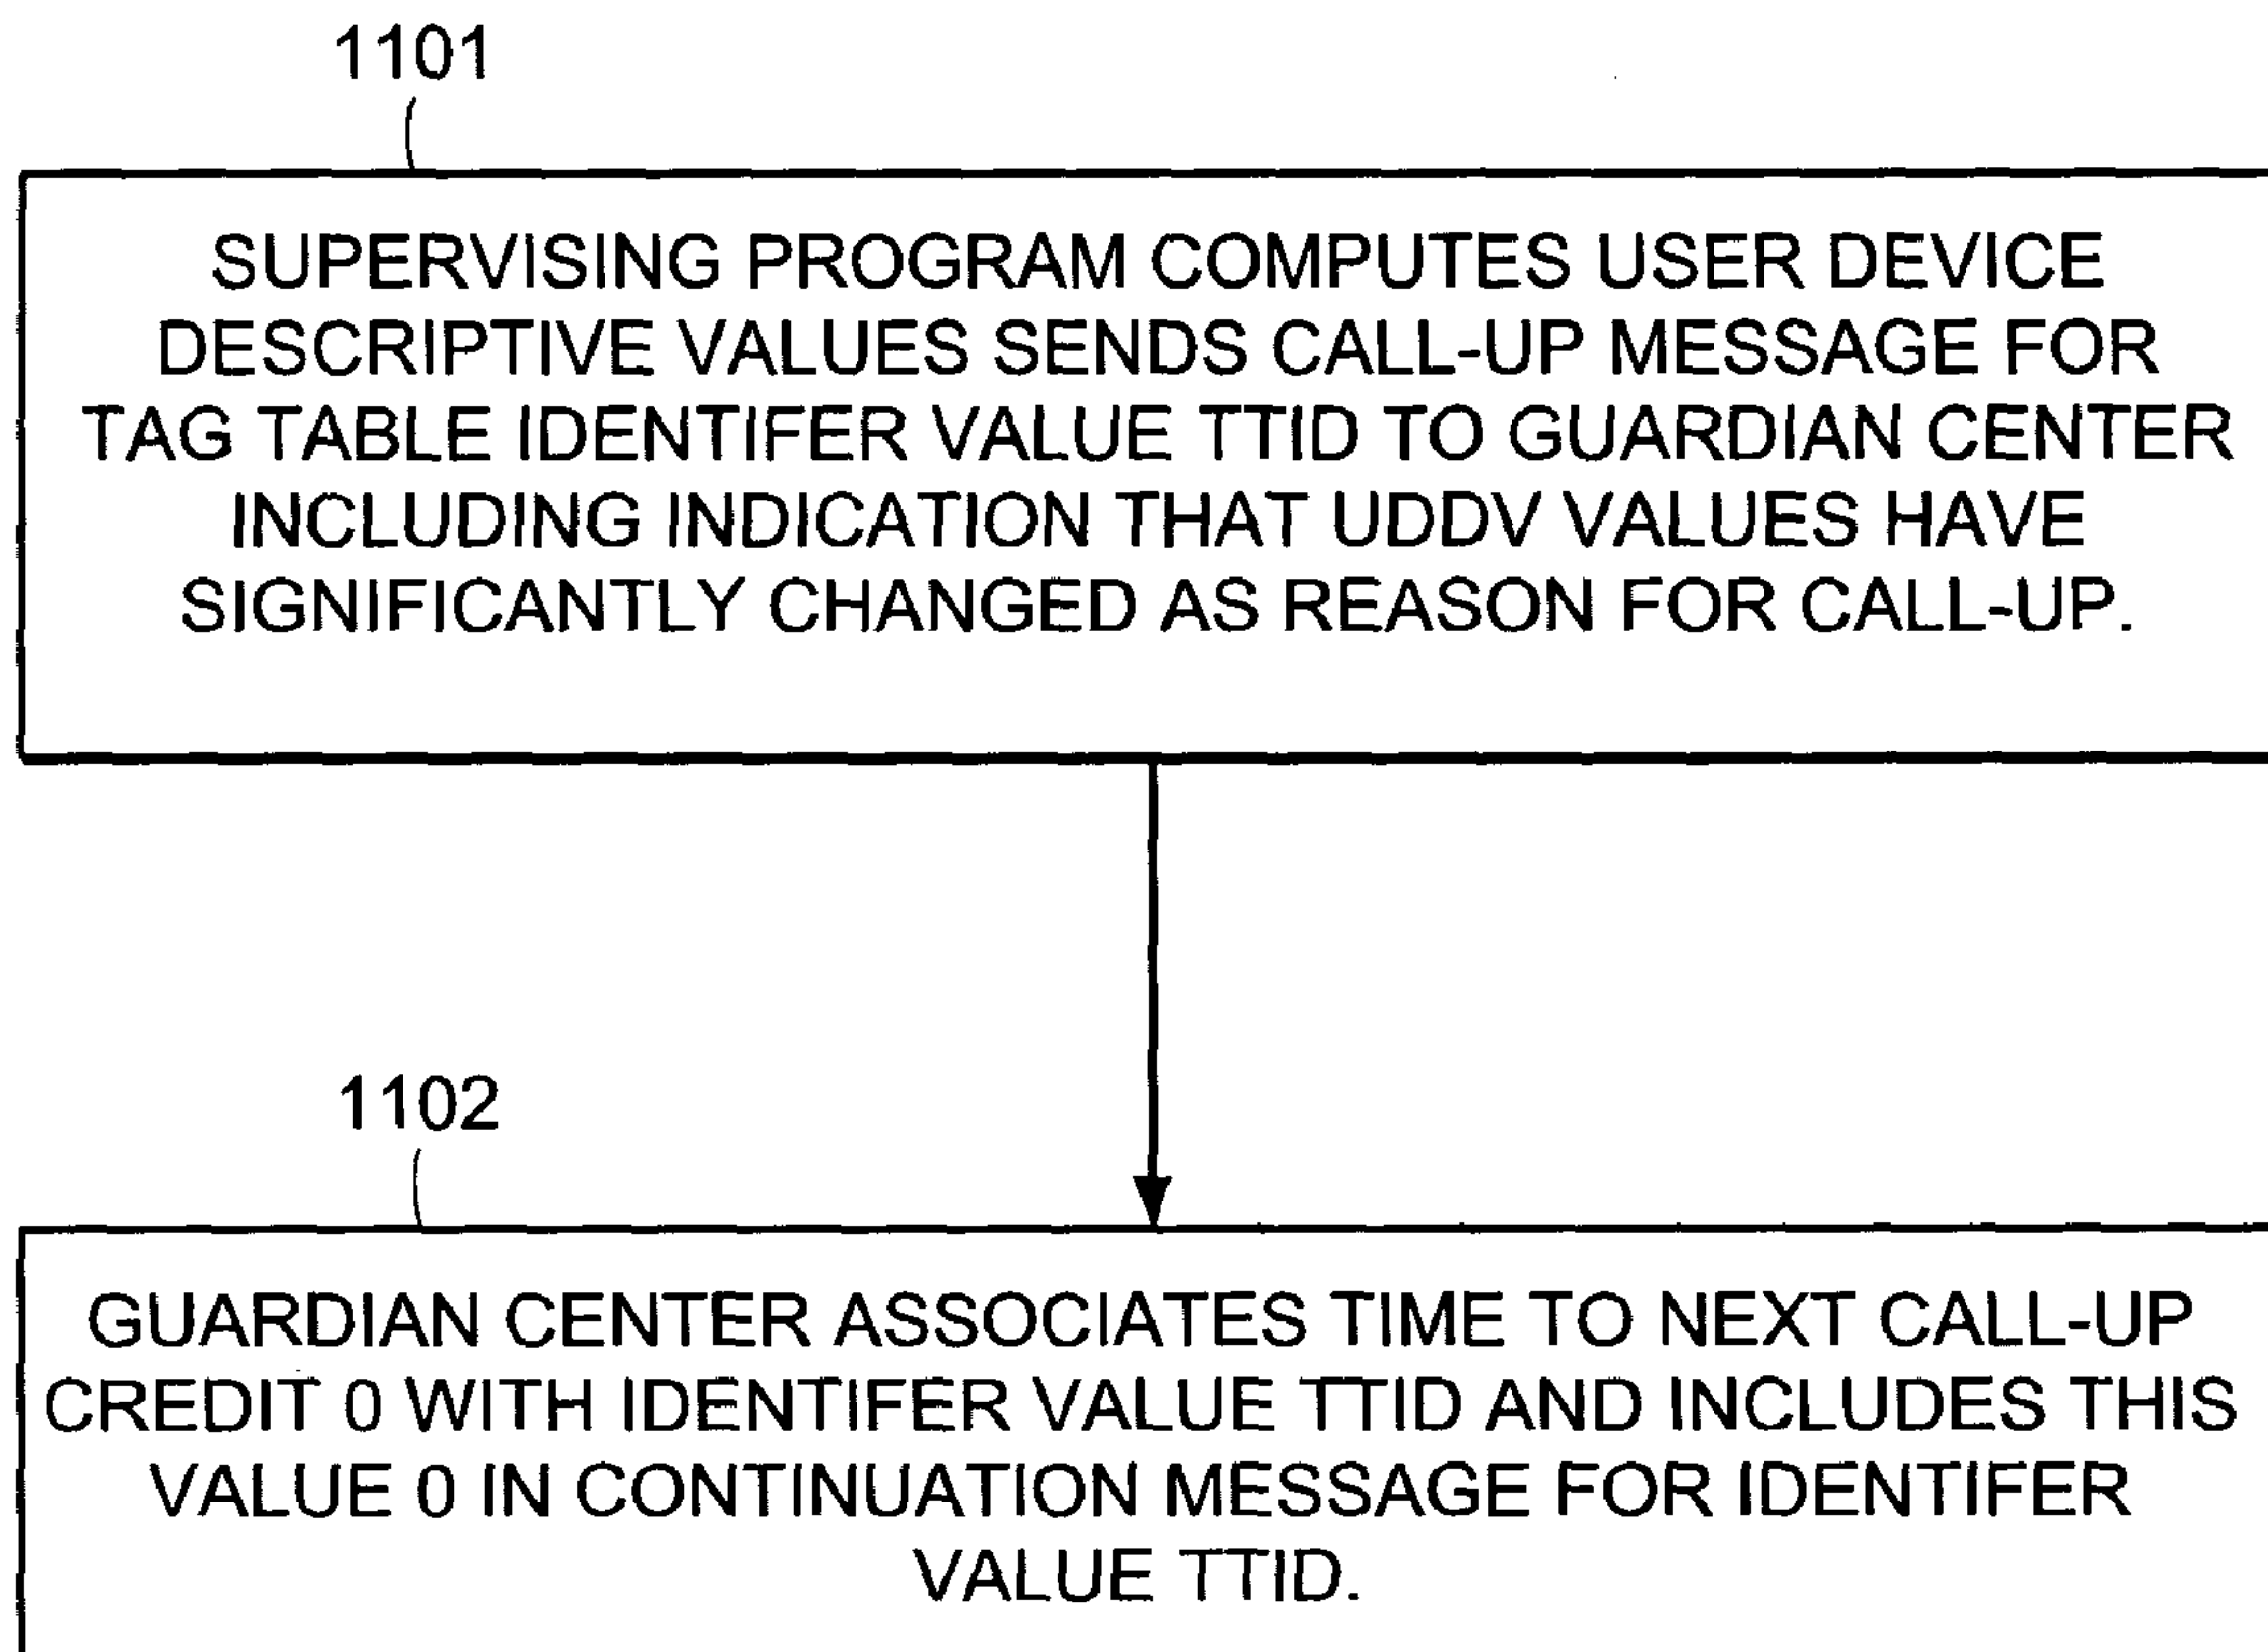 1101
SUPERVISING PROGRAM COMPUTES USER DEVICE
DESCRIPTIVE VALUES SENDS CALL-UP MESSAGE FOR
TAG TABLE IDENTIFER VALUE TTID TO GUARDIAN CENTER
INCLUDING INDICATION THAT UDDV VALUES HAVE
SIGNIFICANTLY CHANGED AS REASON FOR CALL-UP.
1102
GUARDIAN CENTER ASSOCIATES TIME TO NEXT CALL-UP
CREDIT 0 WITH IDENTIFER VALUE TTID AND INCLUDES THIS
VALUE 0 IN CONTINUATION MESSAGE FOR IDENTIFER
VALUE TTID.